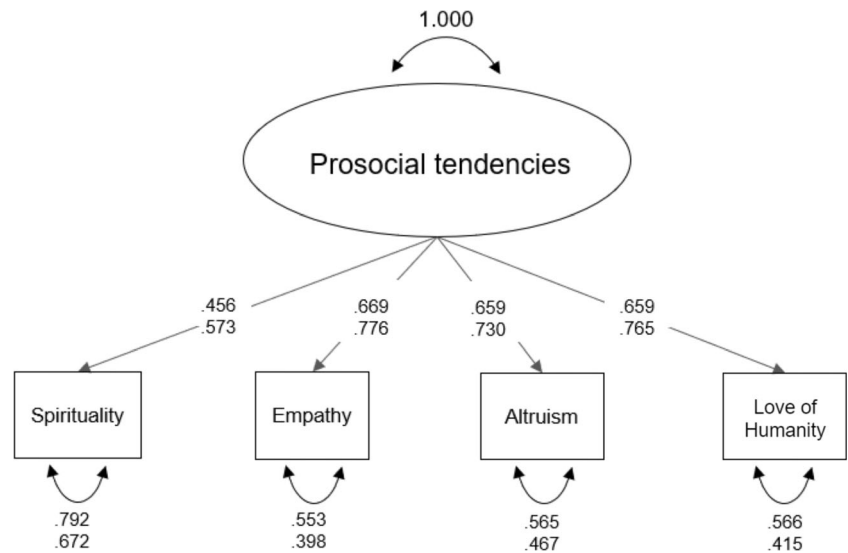 1.000
Prosocial tendencies
.456
.573
.669
.776
.659
.730
.659
.765
Spirituality
Empathy
Altruism
Love of
Humanity
.792
.672
.553
.398
.565
.467
.566
.415